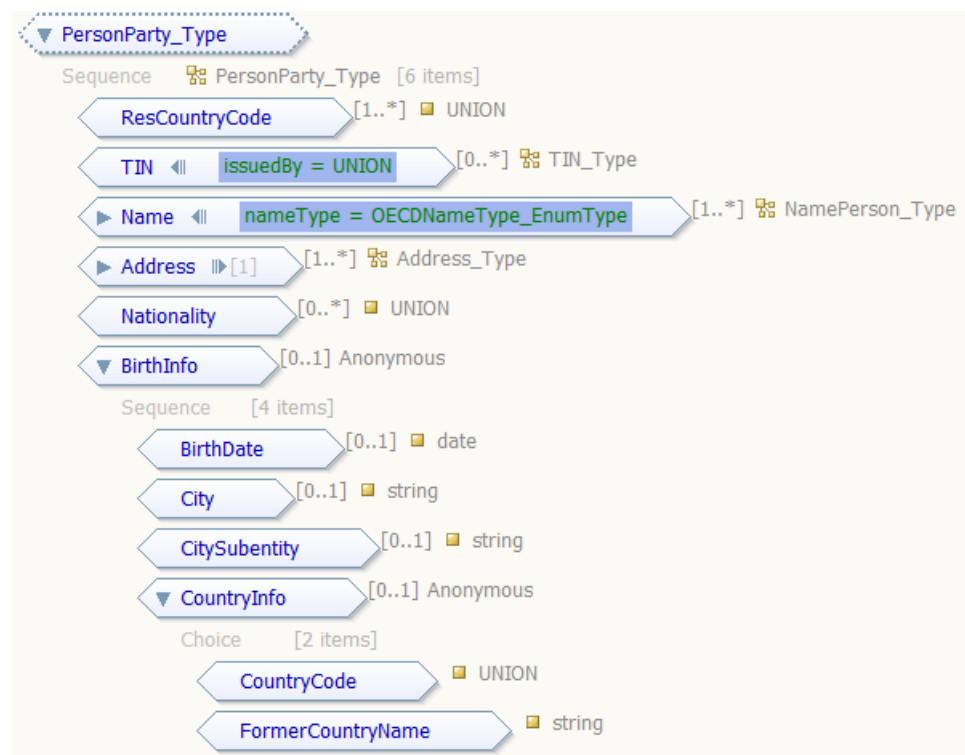 PersonParty_Type
Sequence PersonParty_Type [6 items]
ResCountryCode [1..*] UNION
TIN issuedBy = UNION [0..*] TIN_Type
Name nameType = OECDNameType_EnumType [1..*] NamePerson_Type
Address [1] [1..*] Address_Type
Nationality [0..*] UNION
BirthInfo [0..1] Anonymous
Sequence [4 items]
BirthDate [0..1] date
City [0..1] string
CitySubentity [0..1] string
CountryInfo [0..1] Anonymous
Choice [2 items]
CountryCode UNION
FormerCountryName string